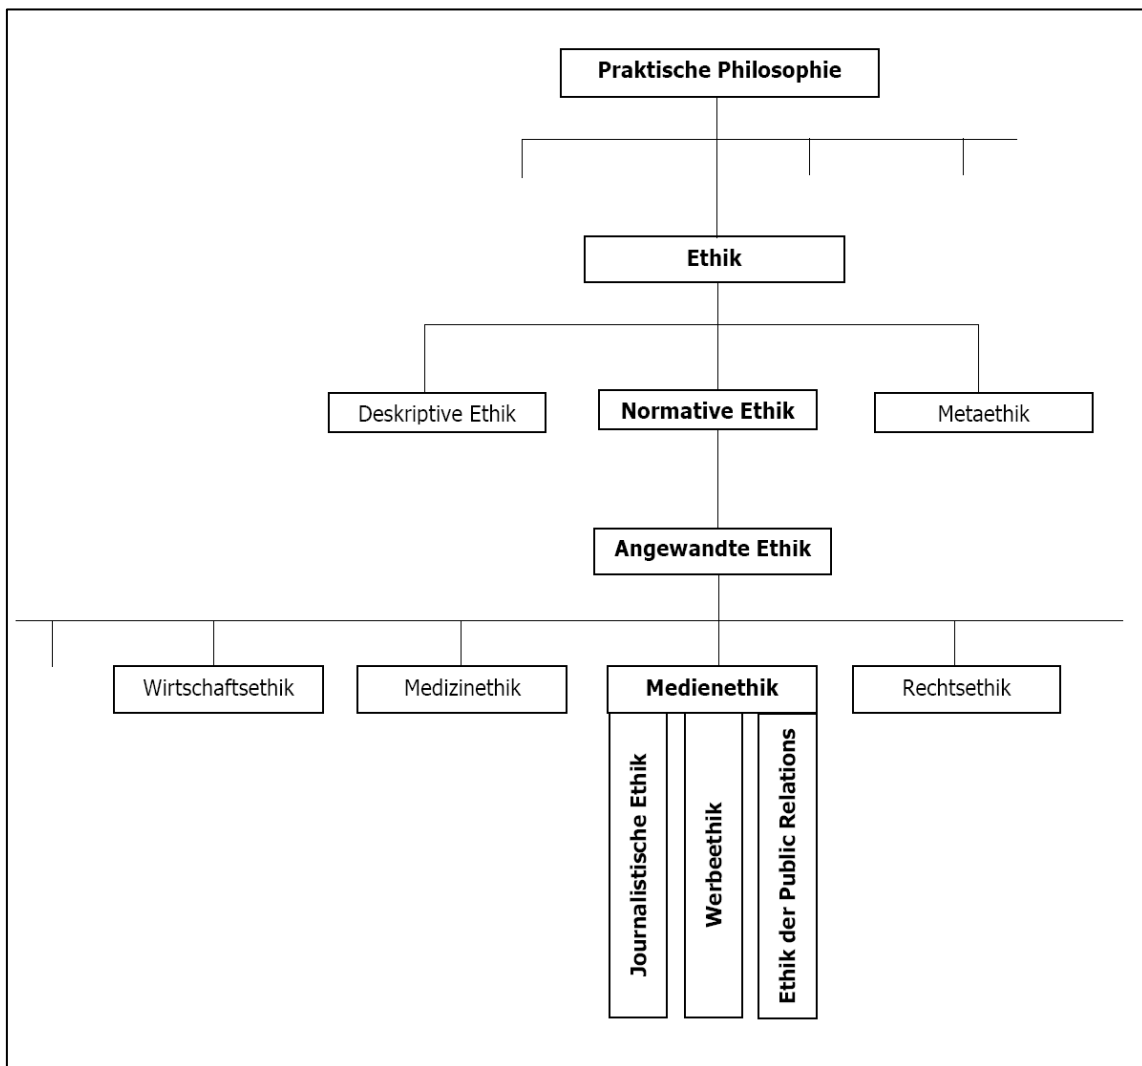 Praktische Philosophie
Ethik
Deskriptive Ethik
Normative Ethik
Metaethik
Angewandte Ethik
Wirtschaftsethik
Medizinethik
Medienethik
Rechtsethik
Journalistische Ethik
Werbeethik
Ethik der Public Relations